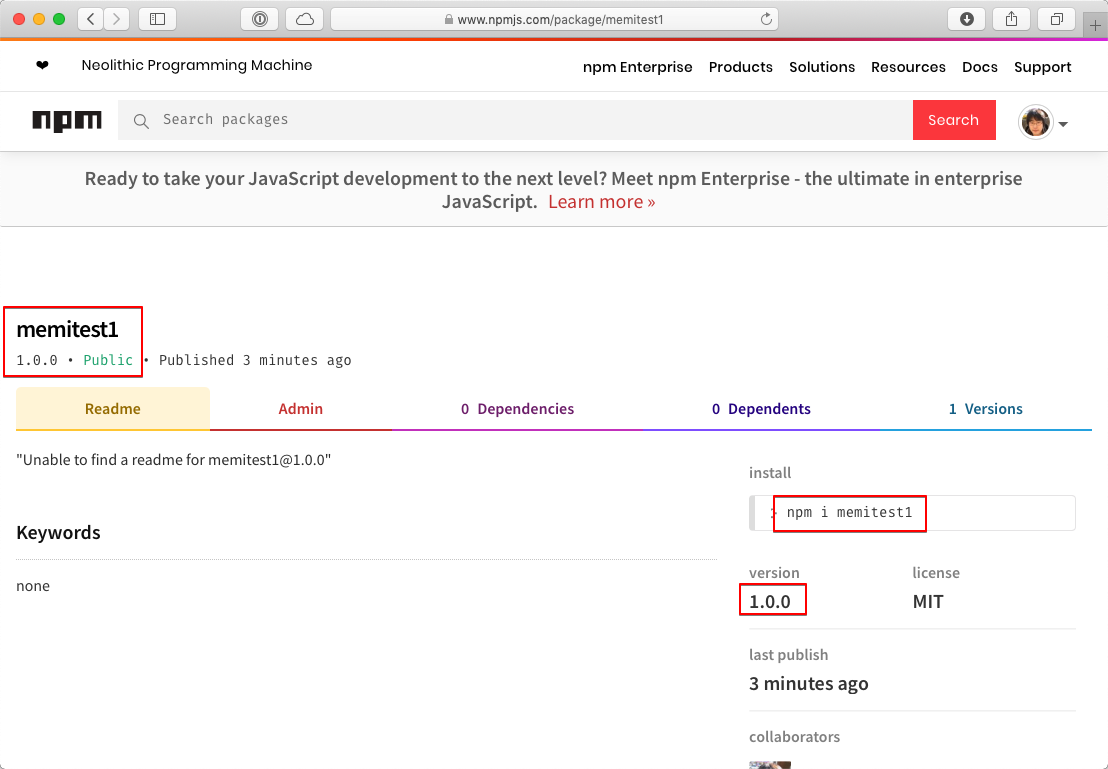 www.npmjs.com/package/memitest1
❤ Neolithic Programming Machine
npm Enterprise Products Solutions Resources Docs Support
npm Search packages Search
Ready to take your JavaScript development to the next level? Meet npm Enterprise - the ultimate in enterprise
JavaScript. Learn more »
memitest1
1.0.0 • Public • Published 3 minutes ago
Readme Admin 0 Dependencies 0 Dependents 1 Versions
"Unable to find a readme for memitest1@1.0.0"
Keywords
none
install
npm i memitest1
version license
1.0.0 MIT
last publish
3 minutes ago
collaborators